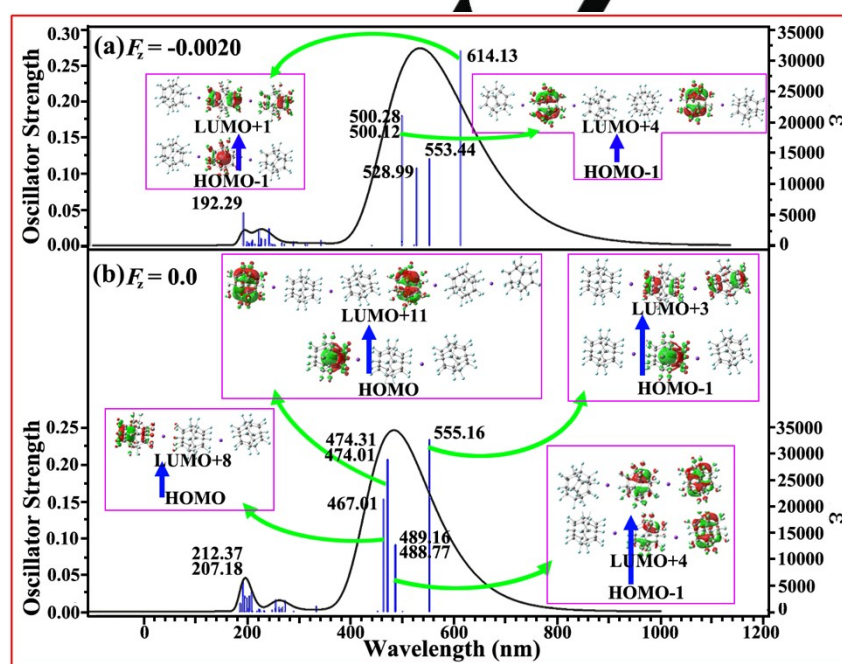 (a) Fz = -0.0020
0.30
0.25
0.20
0.15
0.10
0.05
0.00
Oscillator Strength
35000
30000
25000
20000
15000
10000
5000
0
ε
614.13
LUMO+1
HOMO-1
500.28
500.12
LUMO+4
HOMO-1
528.99
553.44
192.29
(b) Fz = 0.0
LUMO+11
HOMO
LUMO+3
HOMO-1
0.25
0.20
0.15
0.10
0.05
0.00
Oscillator Strength
35000
30000
25000
20000
15000
10000
5000
0
ε
LUMO+8
HOMO
474.31
474.01
467.01
555.16
489.16
488.77
LUMO+4
HOMO-1
212.37
207.18
0 200 400 600 800 1000 1200
Wavelength (nm)